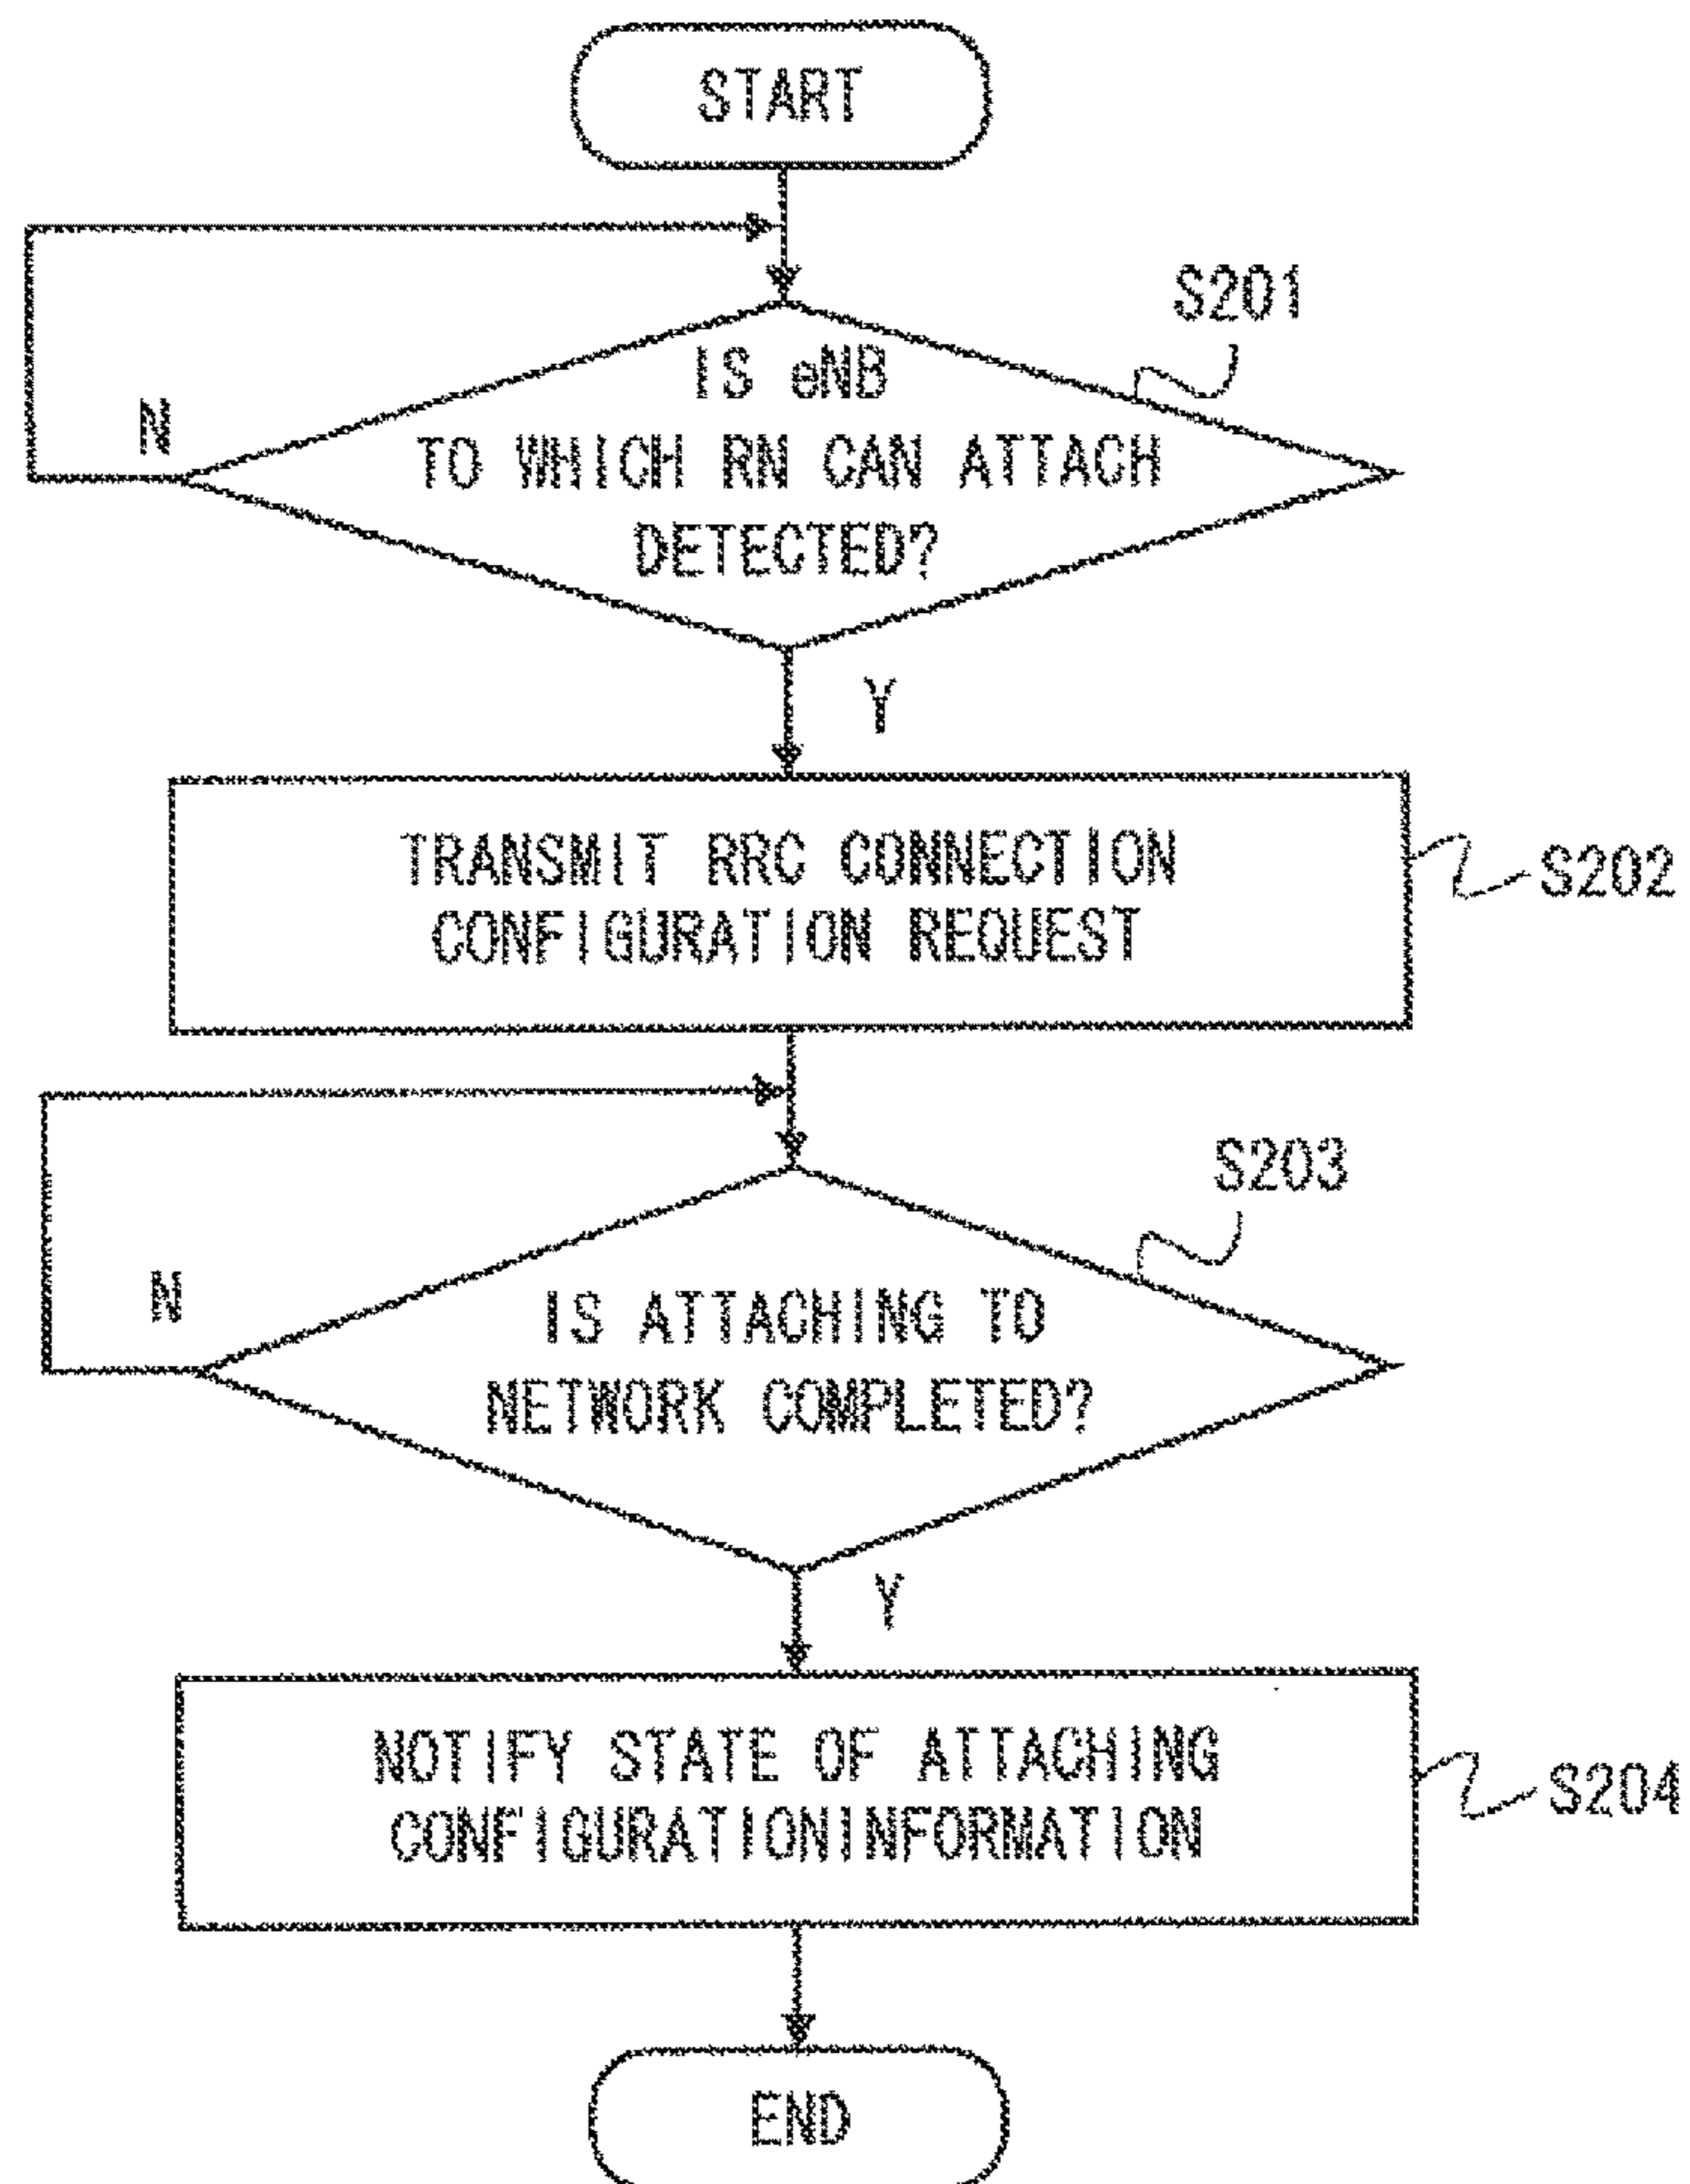 START
S201
IS eNB
TO WHICH RN CAN ATTACH
DETECTED?
N
Y
TRANSMIT RRC CONNECTION
CONFIGURATION REQUEST
S202
S203
IS ATTACHING TO
NETWORK COMPLETED?
N
Y
NOTIFY STATE OF ATTACHING
CONFIGURATIONINFORMATION
S204
END